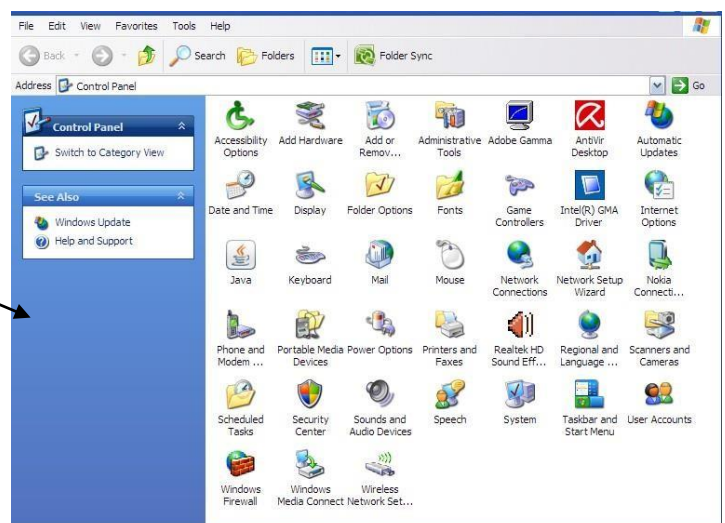 File Edit View Favorites Tools Help
Back Search Folders Folder Sync
Address Control Panel Go
Control Panel
Switch to Category View
See Also
Windows Update
Help and Support
Accessibility Options
Add Hardware
Add or Remov...
Administrative Tools
Adobe Gamma
AntiVir Desktop
Automatic Updates
Date and Time
Display
Folder Options
Fonts
Game Controllers
Intel(R) GMA Driver
Internet Options
Java
Keyboard
Mail
Mouse
Network Connections
Network Setup Wizard
Nokia Connecti...
Phone and Modem ...
Portable Media Devices
Power Options
Printers and Faxes
Realtek HD Sound Eff...
Regional and Language ...
Scanners and Cameras
Scheduled Tasks
Security Center
Sounds and Audio Devices
Speech
System
Taskbar and Start Menu
User Accounts
Windows Firewall
Windows Media Connect
Wireless Network Set...